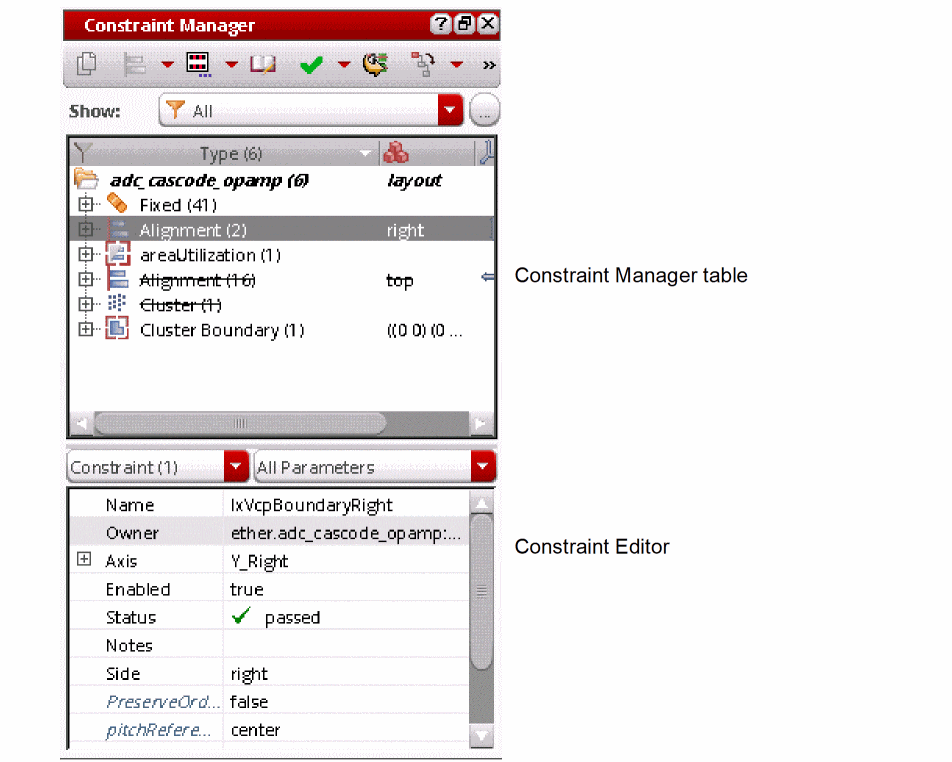 Constraint Manager
Show: All ...
Type (6)
adc_cascode_opamp (6) layout
Fixed (41)
Alignment (2) right
areaUtilization (1)
Alignment (16) top
Cluster (1)
Cluster Boundary (1) ((0 0) (0 ...
Constraint Manager table
Constraint (1) All Parameters
Name IxVcpBoundaryRight
Owner ether.adc_cascode_opamp:...
Axis Y_Right
Enabled true
Status passed
Notes
Side right
PreserveOrd... false
pitchRefere... center
Constraint Editor